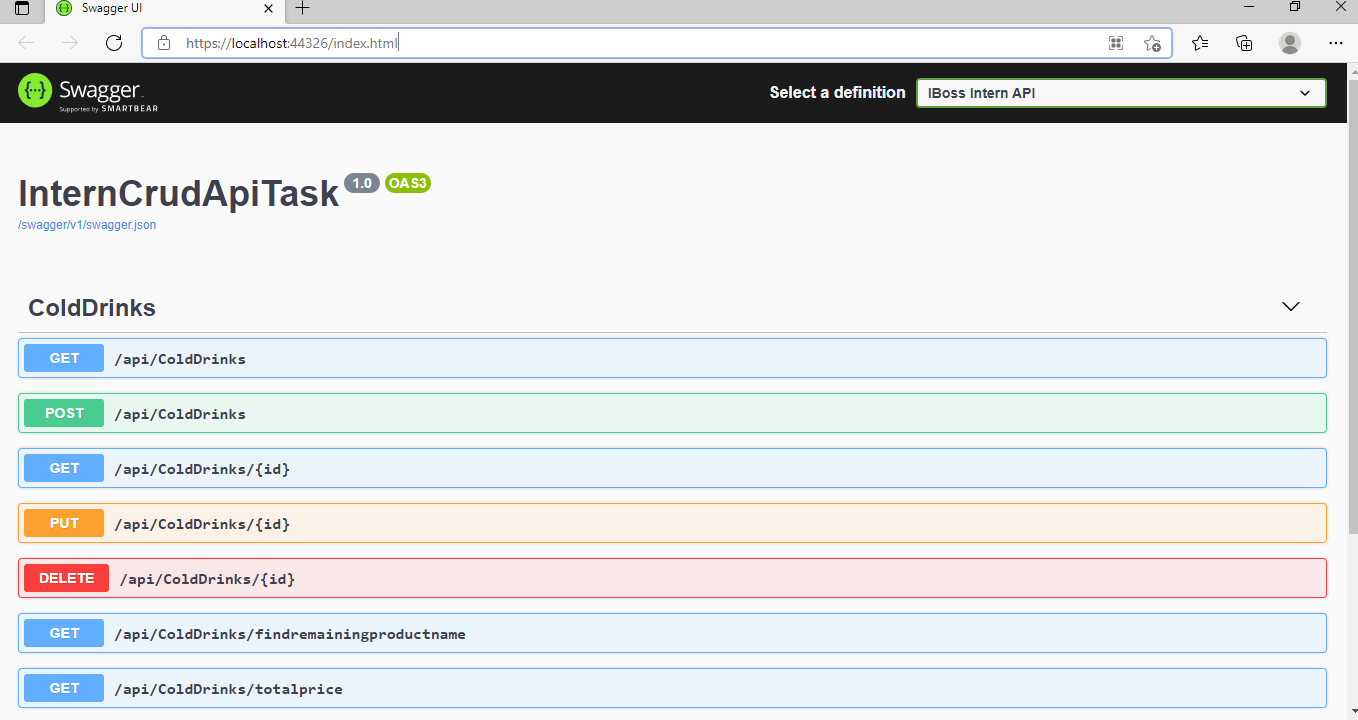 Swagger UI
https://localhost:44326/index.html
Swagger
Supported by SMARTBEAR
Select a definition
IBoss Intern API
InternCrudApiTask 1.0 OAS3
/swagger/v1/swagger.json
ColdDrinks
GET /api/ColdDrinks
POST /api/ColdDrinks
GET /api/ColdDrinks/{id}
PUT /api/ColdDrinks/{id}
DELETE /api/ColdDrinks/{id}
GET /api/ColdDrinks/findremainingproductname
GET /api/ColdDrinks/totalprice